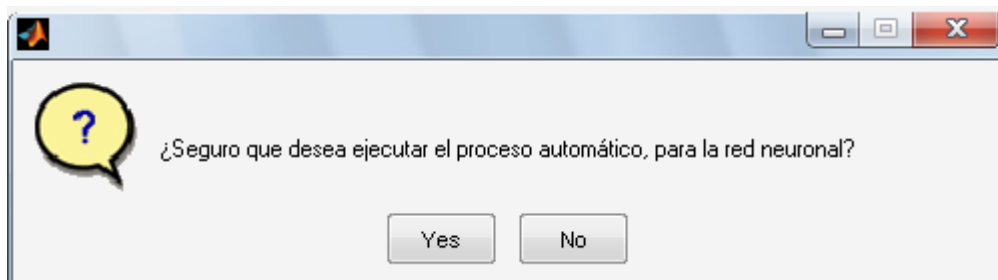 ?
¿Seguro que desea ejecutar el proceso automático, para la red neuronal?
Yes No